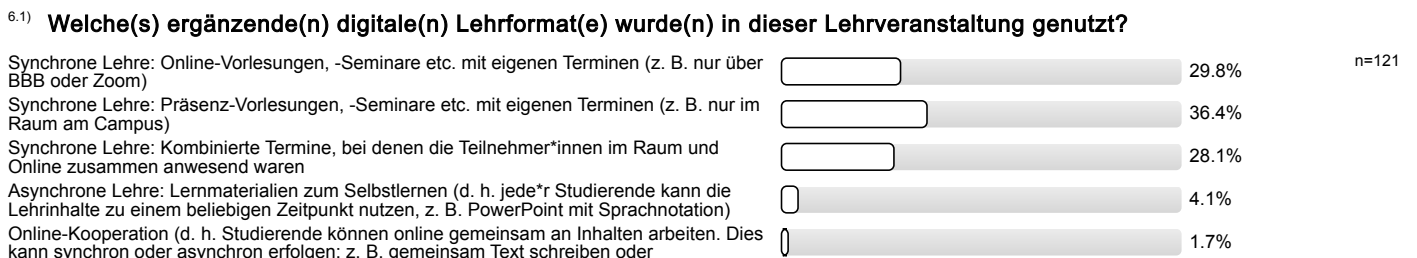 6.1) Welche(s) ergänzende(n) digitale(n) Lehrformat(e) wurde(n) in dieser Lehrveranstaltung genutzt?
Synchrone Lehre: Online-Vorlesungen, -Seminare etc. mit eigenen Terminen (z. B. nur über
BBB oder Zoom)
29.8%
n=121
Synchrone Lehre: Präsenz-Vorlesungen, -Seminare etc. mit eigenen Terminen (z. B. nur im
Raum am Campus)
36.4%
Synchrone Lehre: Kombinierte Termine, bei denen die Teilnehmer*innen im Raum und
Online zusammen anwesend waren
28.1%
Asynchrone Lehre: Lernmaterialien zum Selbstlernen (d. h. jede*r Studierende kann die
Lehrinhalte zu einem beliebigen Zeitpunkt nutzen, z. B. PowerPoint mit Sprachnotation)
4.1%
Online-Kooperation (d. h. Studierende können online gemeinsam an Inhalten arbeiten. Dies
kann synchron oder asynchron erfolgen; z. B. gemeinsam Text schreiben oder
1.7%